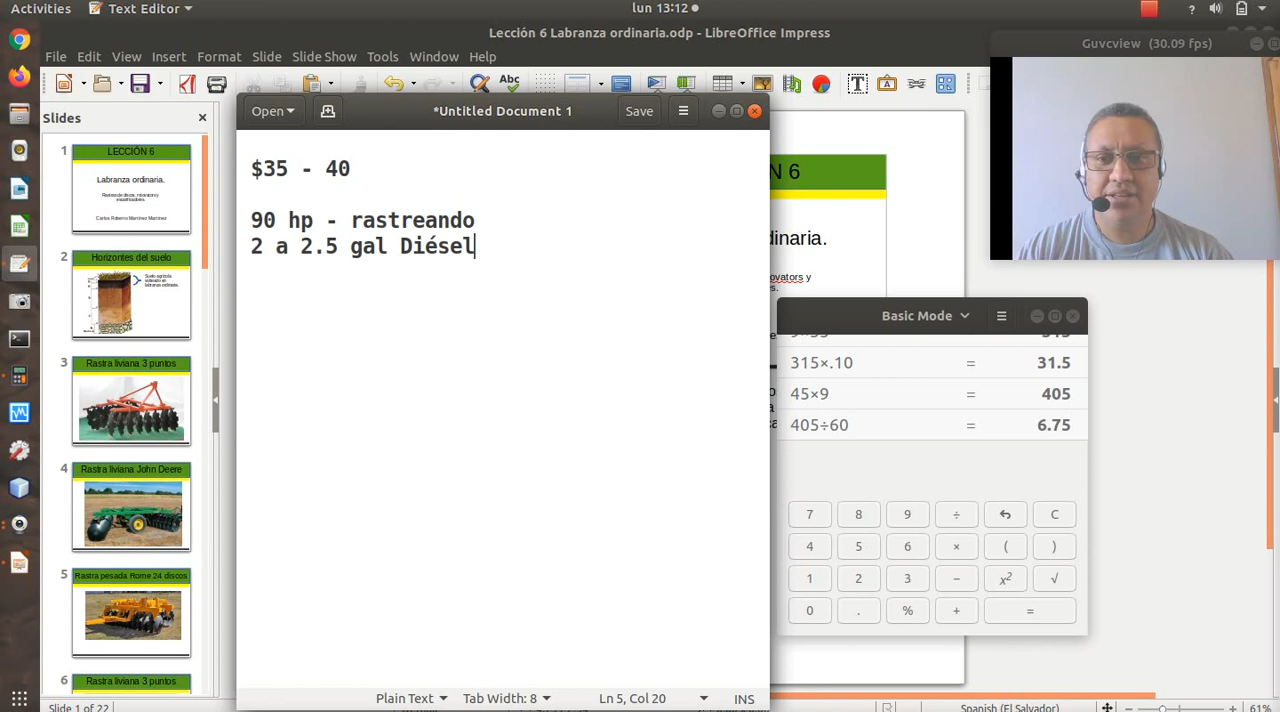 Activities
Text Editor
lun 13:12
Lección 6 Labranza ordinaria.odp - LibreOffice Impress
Guvcview (30.09 fps)
File Edit View Insert Format Slide Slide Show Tools Window Help
Slides
Open
*Untitled Document 1
Save
$35 - 40
90 hp - rastreando
2 a 2.5 gal Diésel
1
LECCIÓN 6
Labranza ordinaria.
Carlos Roberto Martínez Martínez
2
Horizontes del suelo
3
Rastra liviana 3 puntos
4
Rastra liviana John Deere
5
Rastra pesada Rome 24 discos
6
Rastra liviana 3 puntos
N 6
dinaria.
ovators y
es.
Basic Mode
315×.10 = 31.5
45×9 = 405
405÷60 = 6.75
7 8 9 ÷ C
4 5 6 × ( )
1 2 3 − x² √
0 . % + =
Plain Text
Tab Width: 8
Ln 5, Col 20
INS
Slide 1 of 22
Spanish (El Salvador)
61%